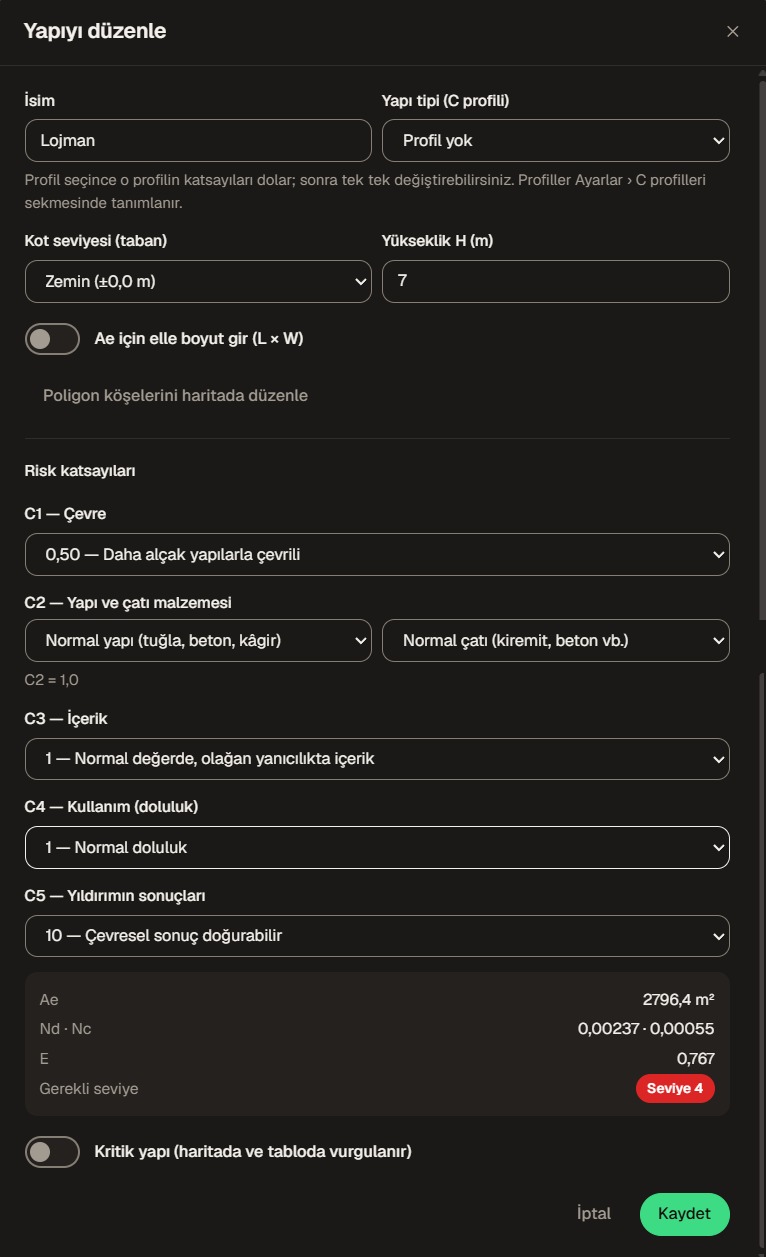 Yapıyı düzenle
İsim
Yapı tipi (C profili)
Lojman
Profil yok
Profil seçince o profilin katsayıları dolar; sonra tek tek değiştirebilirsiniz. Profiller Ayarlar › C profilleri
sekmesinde tanımlanır.
Kot seviyesi (taban)
Yükseklik H (m)
Zemin (±0,0 m)
7
Ae için elle boyut gir (L × W)
Poligon köşelerini haritada düzenle
Risk katsayıları
C1 — Çevre
0,50 — Daha alçak yapılarla çevrili
C2 — Yapı ve çatı malzemesi
Normal yapı (tuğla, beton, kâgir)
Normal çatı (kiremit, beton vb.)
C2 = 1,0
C3 — İçerik
1 — Normal değerde, olağan yanıcılıkta içerik
C4 — Kullanım (doluluk)
1 — Normal doluluk
C5 — Yıldırımın sonuçları
10 — Çevresel sonuç doğurabilir
Ae 2796,4 m²
Nd · Nc 0,00237 · 0,00055
E 0,767
Gerekli seviye Seviye 4
Kritik yapı (haritada ve tabloda vurgulanır)
İptal
Kaydet